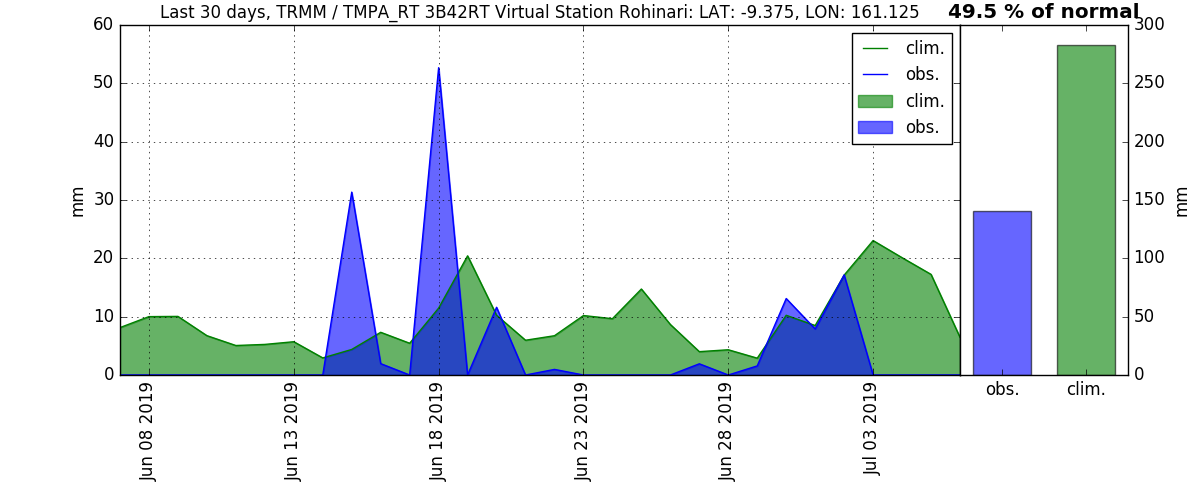 Last 30 days, TRMM / TMPA_RT 3B42RT Virtual Station Rohinari: LAT: -9.375, LON: 161.125
49.5 % of normal
60
50
40
30
20
10
0
mm
clim.
obs.
clim.
obs.
Jun 08 2019
Jun 13 2019
Jun 18 2019
Jun 23 2019
Jun 28 2019
Jul 03 2019
300
250
200
150
100
50
0
mm
obs.
clim.